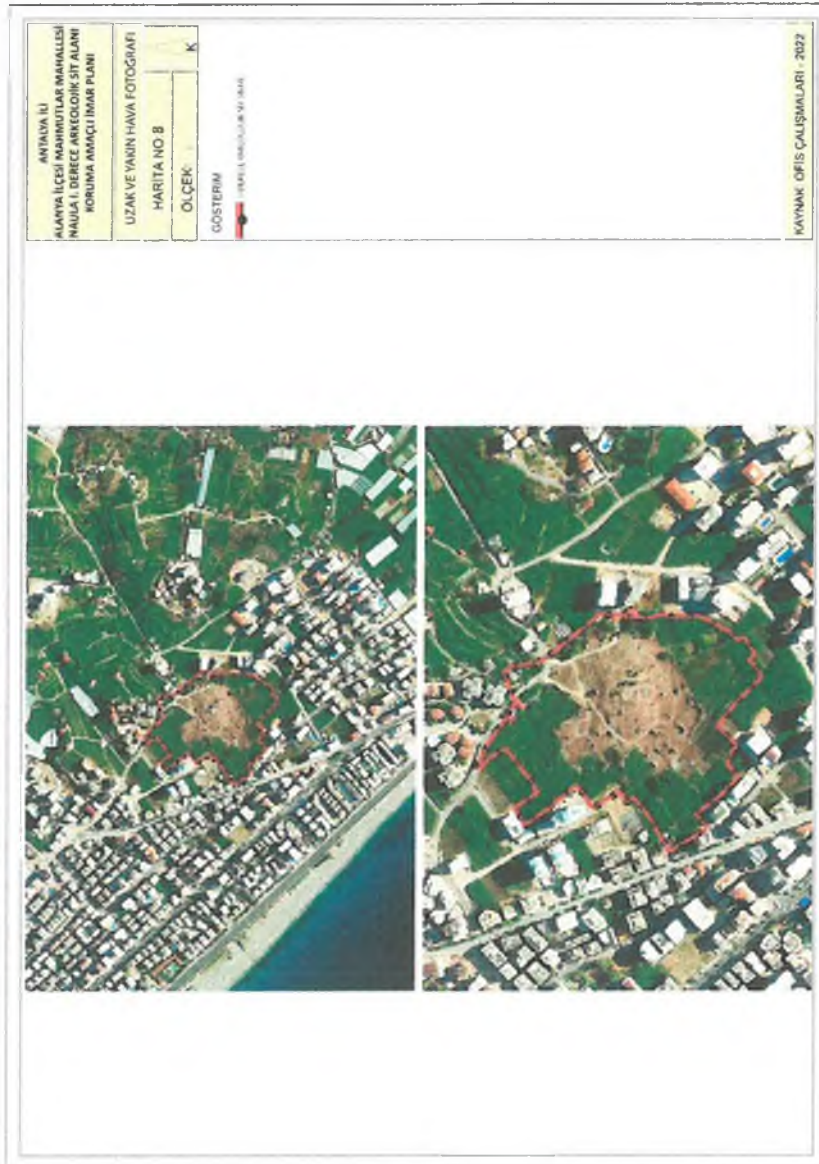 ANTALYA İLİ
ALANYA İLÇESİ MAHMUTLAR MAHALLESİ
NAULA I. DERECE ARKEOLOJİK SİT ALANI
KORUMA AMAÇLI İMAR PLANI
UZAK VE YAKIN HAVA FOTOĞRAFI
HARİTA NO 8
ÖLÇEK:
K
GÖSTERİM
KAYNAK: OFİS ÇALIŞMALARI - 2022